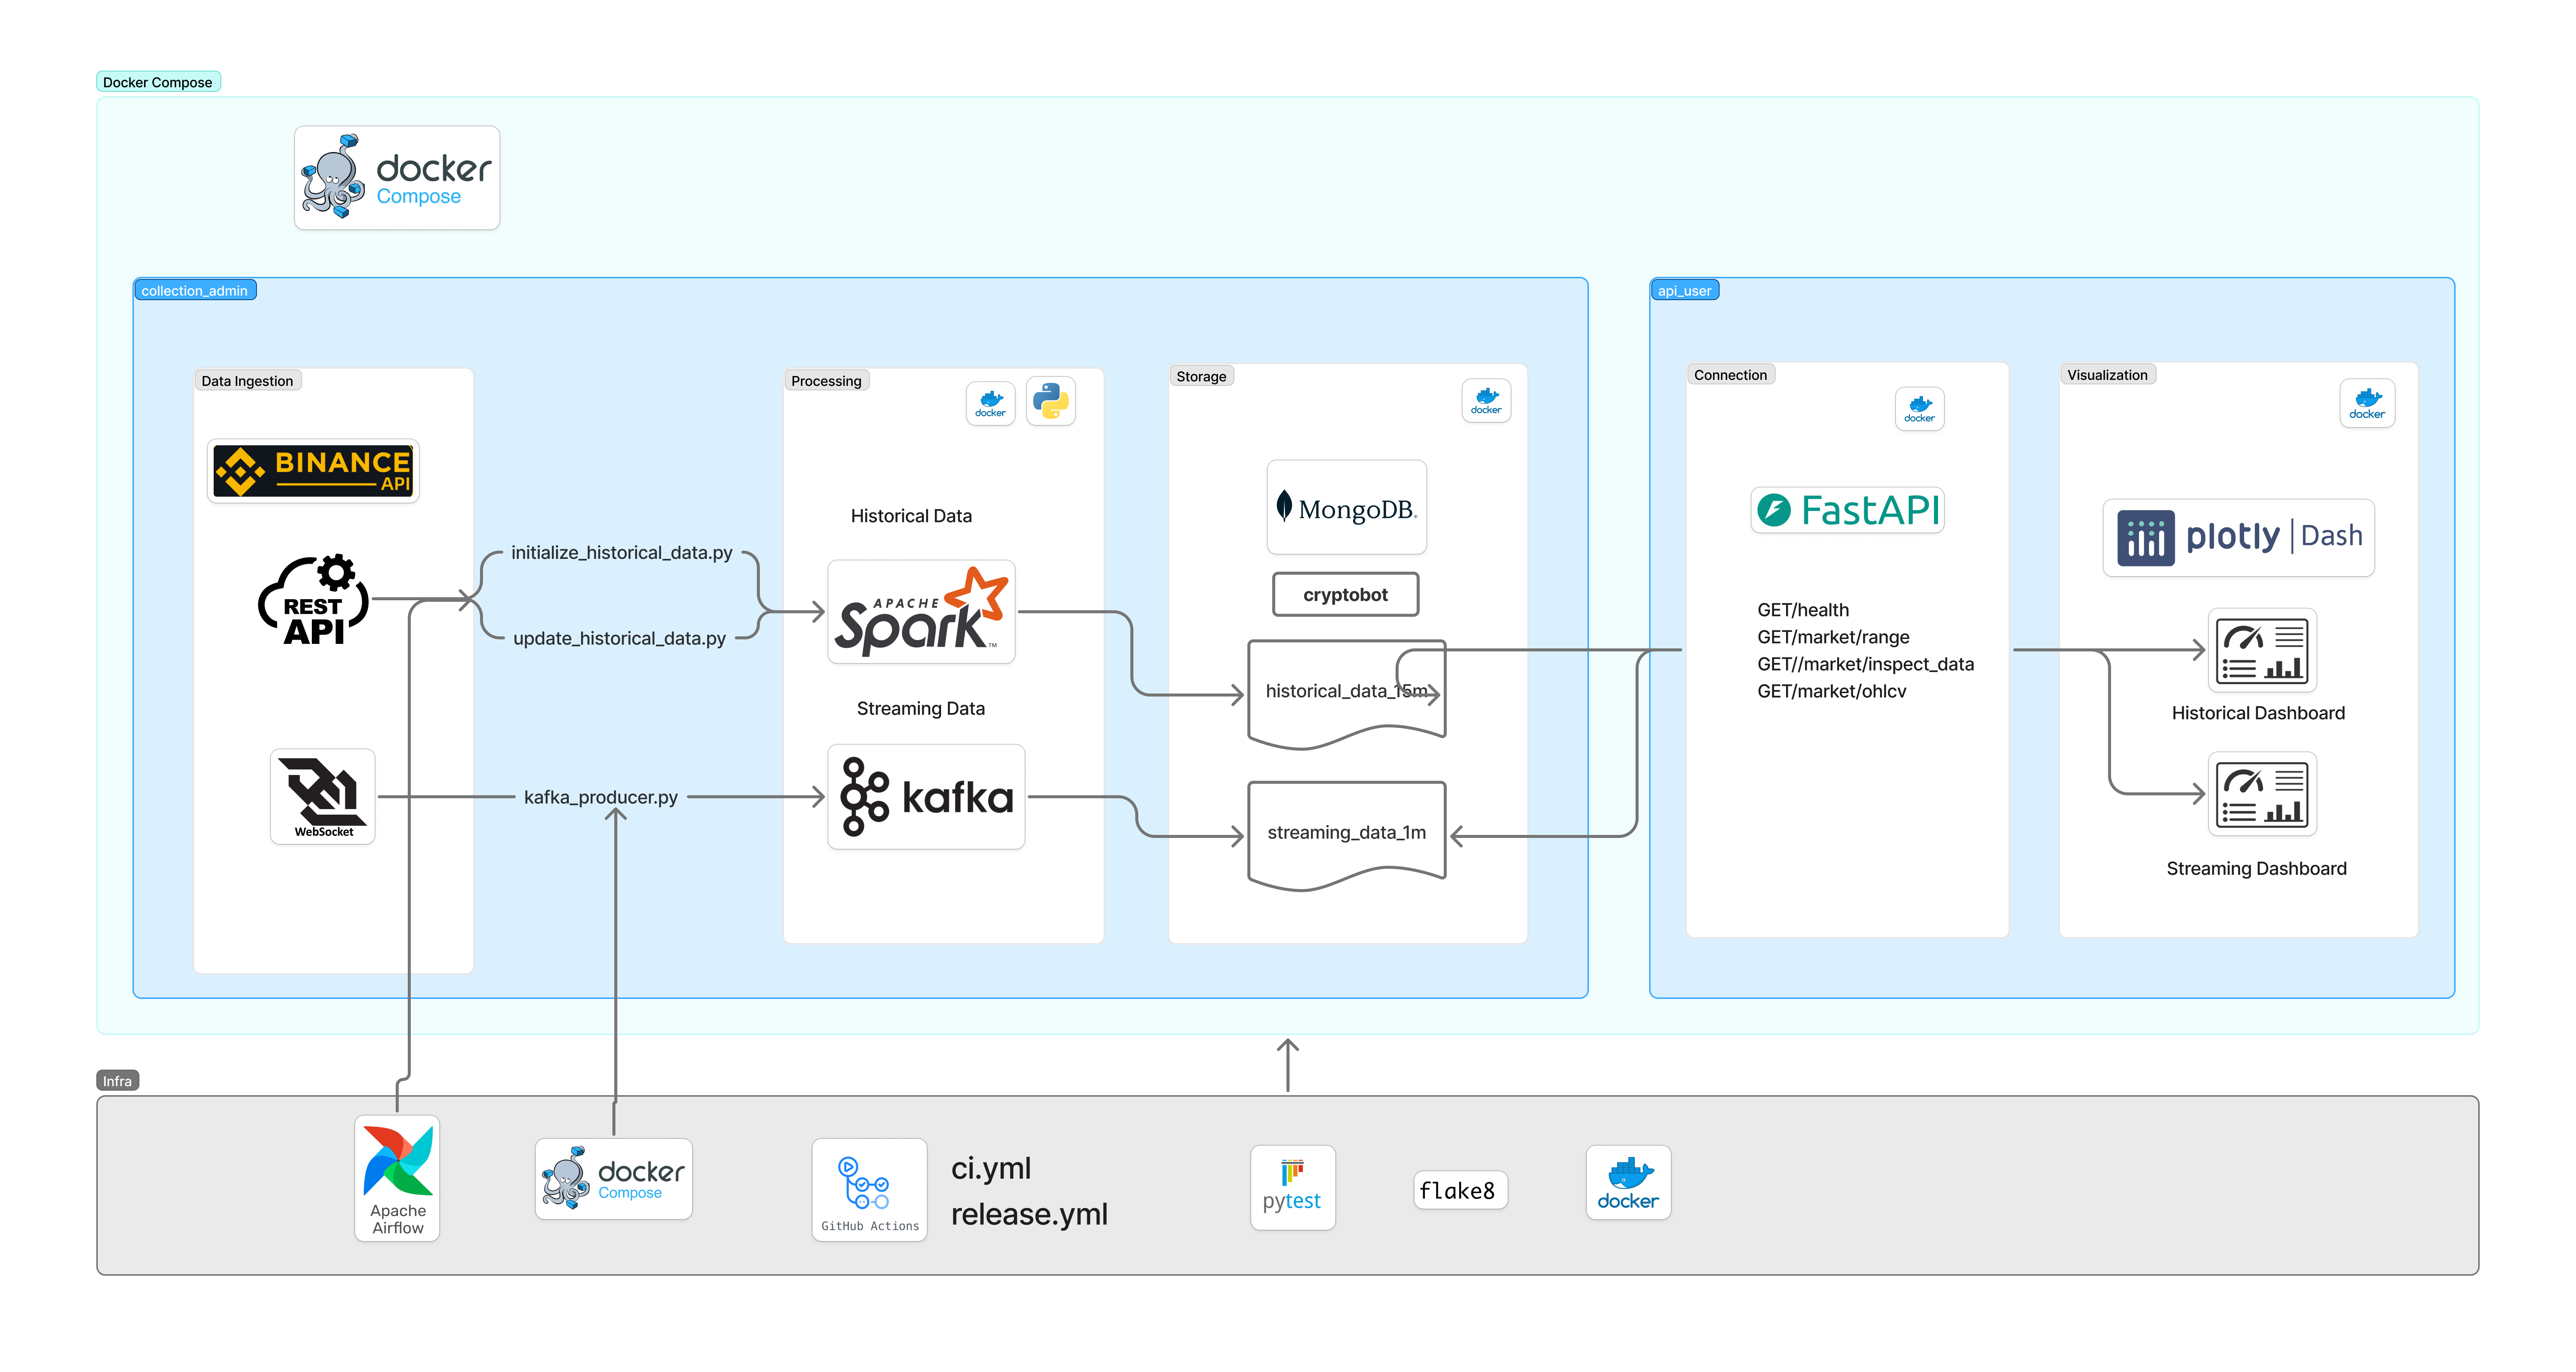 Docker Compose
docker
Compose
collection_admin
Data Ingestion
BINANCE
API
REST
API
WebSocket
initialize_historical_data.py
update_historical_data.py
kafka_producer.py
Processing
docker
Historical Data
APACHE
Spark™
Streaming Data
kafka
Storage
docker
MongoDB®
cryptobot
historical_data_15m
streaming_data_1m
api_user
Connection
docker
FastAPI
GET/health
GET/market/range
GET//market/inspect_data
GET/market/ohlcv
Visualization
docker
plotly | Dash
Historical Dashboard
Streaming Dashboard
Infra
Apache
Airflow
docker
Compose
GitHub Actions
ci.yml
release.yml
pytest
flake8
docker